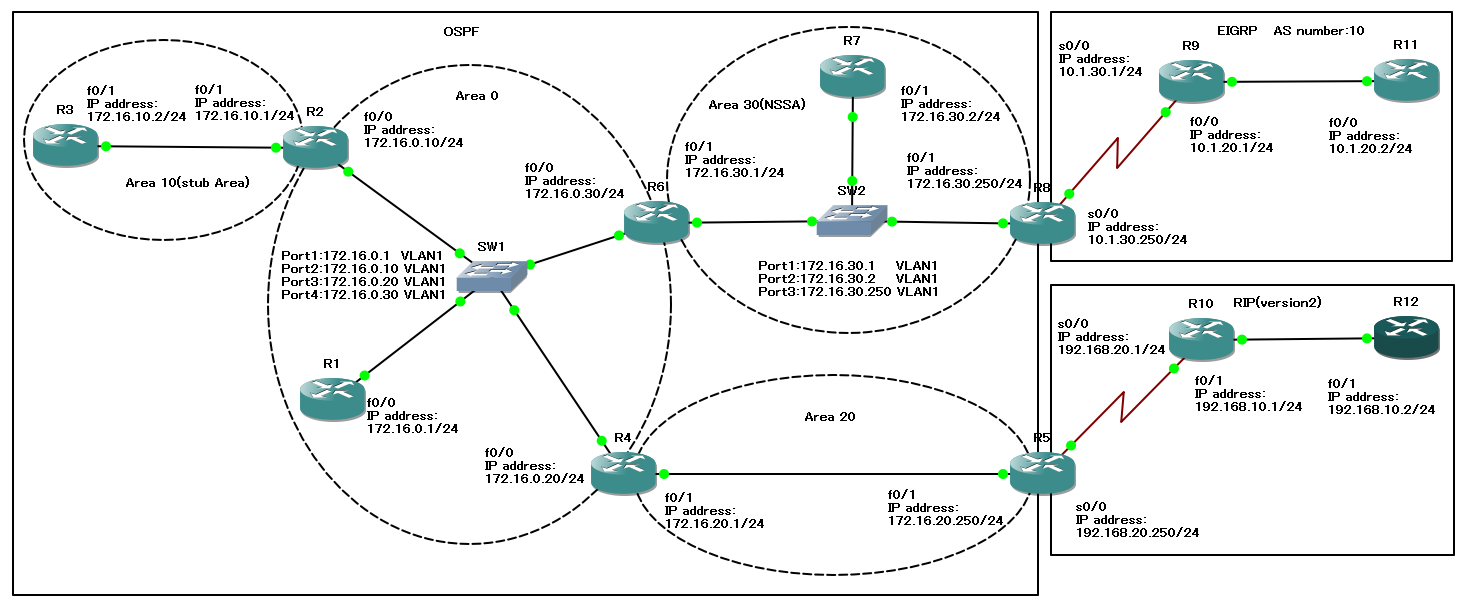 OSPF
Area 0
Area 10(stub Area)
R3
f0/1
IP address:
172.16.10.2/24
f0/1
IP address:
172.16.10.1/24
R2
f0/0
IP address:
172.16.0.10/24
SW1
Port1:172.16.0.1 VLAN1
Port2:172.16.0.10 VLAN1
Port3:172.16.0.20 VLAN1
Port4:172.16.0.30 VLAN1
R1
f0/0
IP address:
172.16.0.1/24
f0/0
IP address:
172.16.0.30/24
R6
f0/1
IP address:
172.16.30.1/24
Area 30(NSSA)
R7
f0/1
IP address:
172.16.30.2/24
f0/1
IP address:
172.16.30.250/24
SW2
Port1:172.16.30.1 VLAN1
Port2:172.16.30.2 VLAN1
Port3:172.16.30.250 VLAN1
R8
s0/0
IP address:
10.1.30.250/24
R4
f0/0
IP address:
172.16.0.20/24
f0/1
IP address:
172.16.20.1/24
Area 20
f0/1
IP address:
172.16.20.250/24
R5
s0/0
IP address:
192.168.20.250/24
EIGRP AS number:10
s0/0
IP address:
10.1.30.1/24
R9
f0/0
IP address:
10.1.20.1/24
R11
f0/0
IP address:
10.1.20.2/24
RIP(version2)
s0/0
IP address:
192.168.20.1/24
R10
f0/1
IP address:
192.168.10.1/24
R12
f0/1
IP address:
192.168.10.2/24